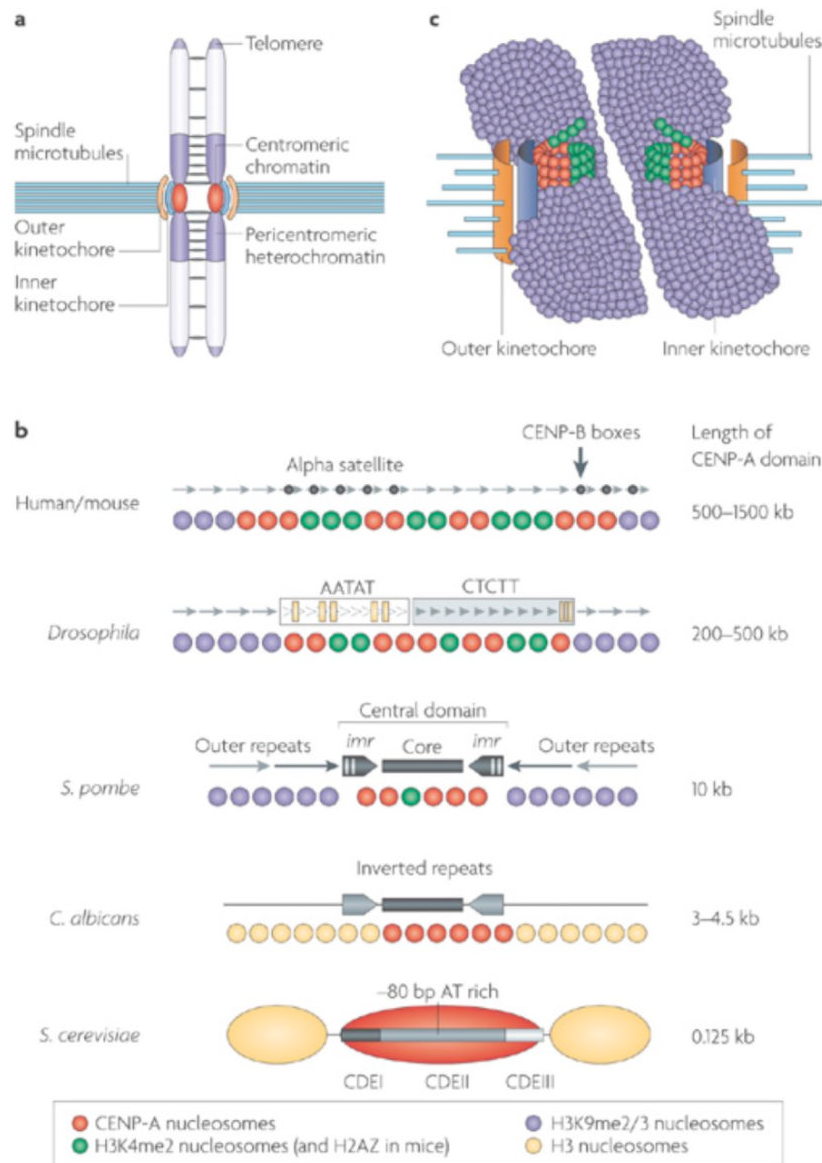 a
Telomere
Spindle
microtubules
Centromeric
chromatin
Outer
kinetochore
Pericentromeric
heterochromatin
Inner
kinetochore
c
Spindle
microtubules
Outer kinetochore
Inner kinetochore
b
CENP-B boxes
Length of
CENP-A domain
Alpha satellite
Human/mouse
500–1500 kb
AATAT
CTCTT
Drosophila
200–500 kb
Central domain
Outer repeats
imr
Core
imr
Outer repeats
S. pombe
10 kb
Inverted repeats
C. albicans
3–4.5 kb
~80 bp AT rich
S. cerevisiae
0.125 kb
CDEI
CDEII
CDEIII
CENP-A nucleosomes
H3K4me2 nucleosomes (and H2AZ in mice)
H3K9me2/3 nucleosomes
H3 nucleosomes